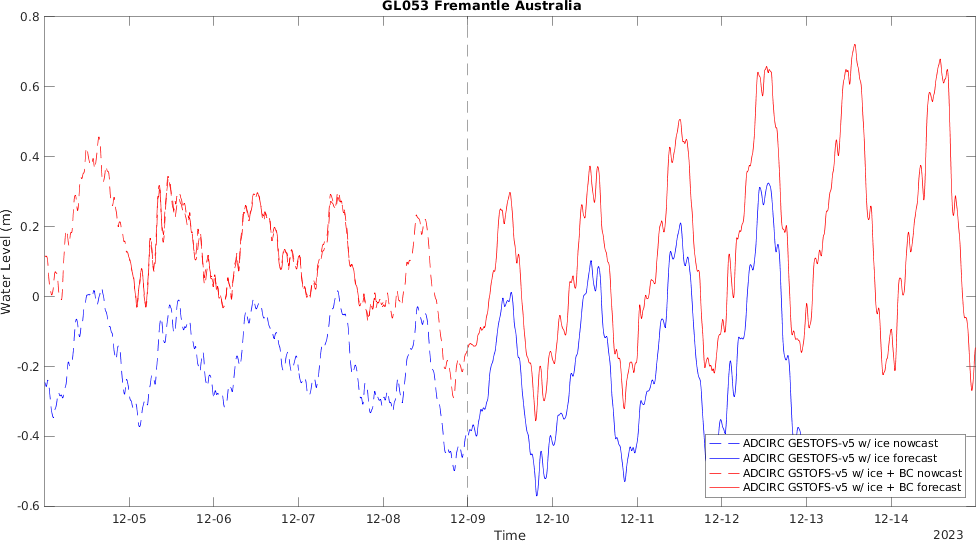 GL053 Fremantle Australia
0.8
0.6
0.4
0.2
0
-0.2
-0.4
-0.6
Water Level (m)
ADCIRC GESTOFS-v5 w/ ice nowcast
ADCIRC GESTOFS-v5 w/ ice forecast
ADCIRC GSTOFS-v5 w/ ice + BC nowcast
ADCIRC GSTOFS-v5 w/ ice + BC forecast
12-05 12-06 12-07 12-08 12-09 12-10 12-11 12-12 12-13 12-14
Time
2023